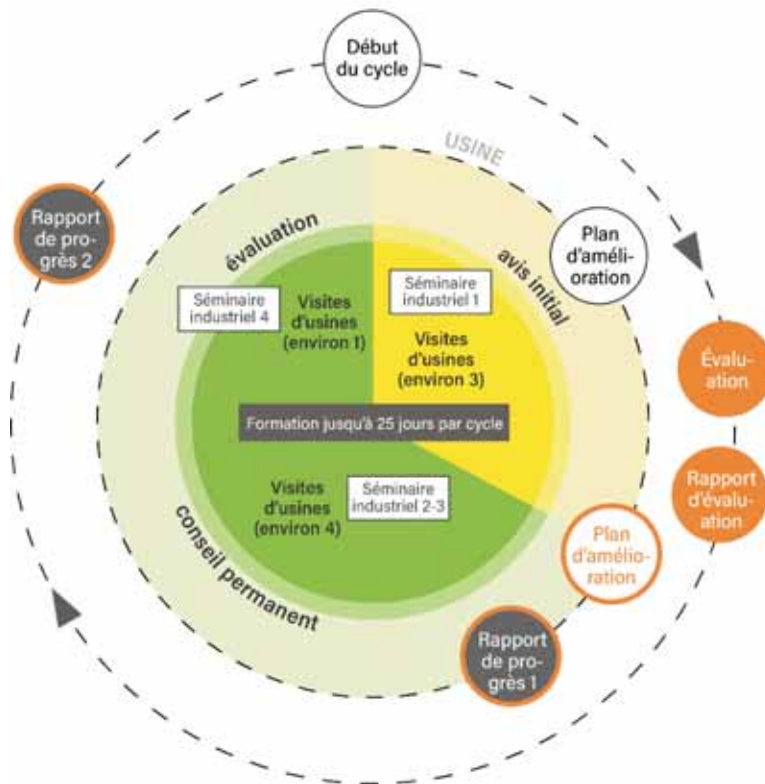 Début
du cycle
USINE
Plan
d'améli-
oration
Rapport
de pro-
grès 2
évaluation
avis initial
Séminaire
industriel 4
Visites
d'usines
(environ 1)
Séminaire
industriel 1
Visites
d'usines
(environ 3)
Évalu-
ation
Formation jusqu'à 25 jours par cycle
Visites
d'usines
(environ 4)
Séminaire
industriel 2-3
Rapport
d'évaluation
Plan
d'amélio-
ration
conseil permanent
Rapport
de pro-
grès 1